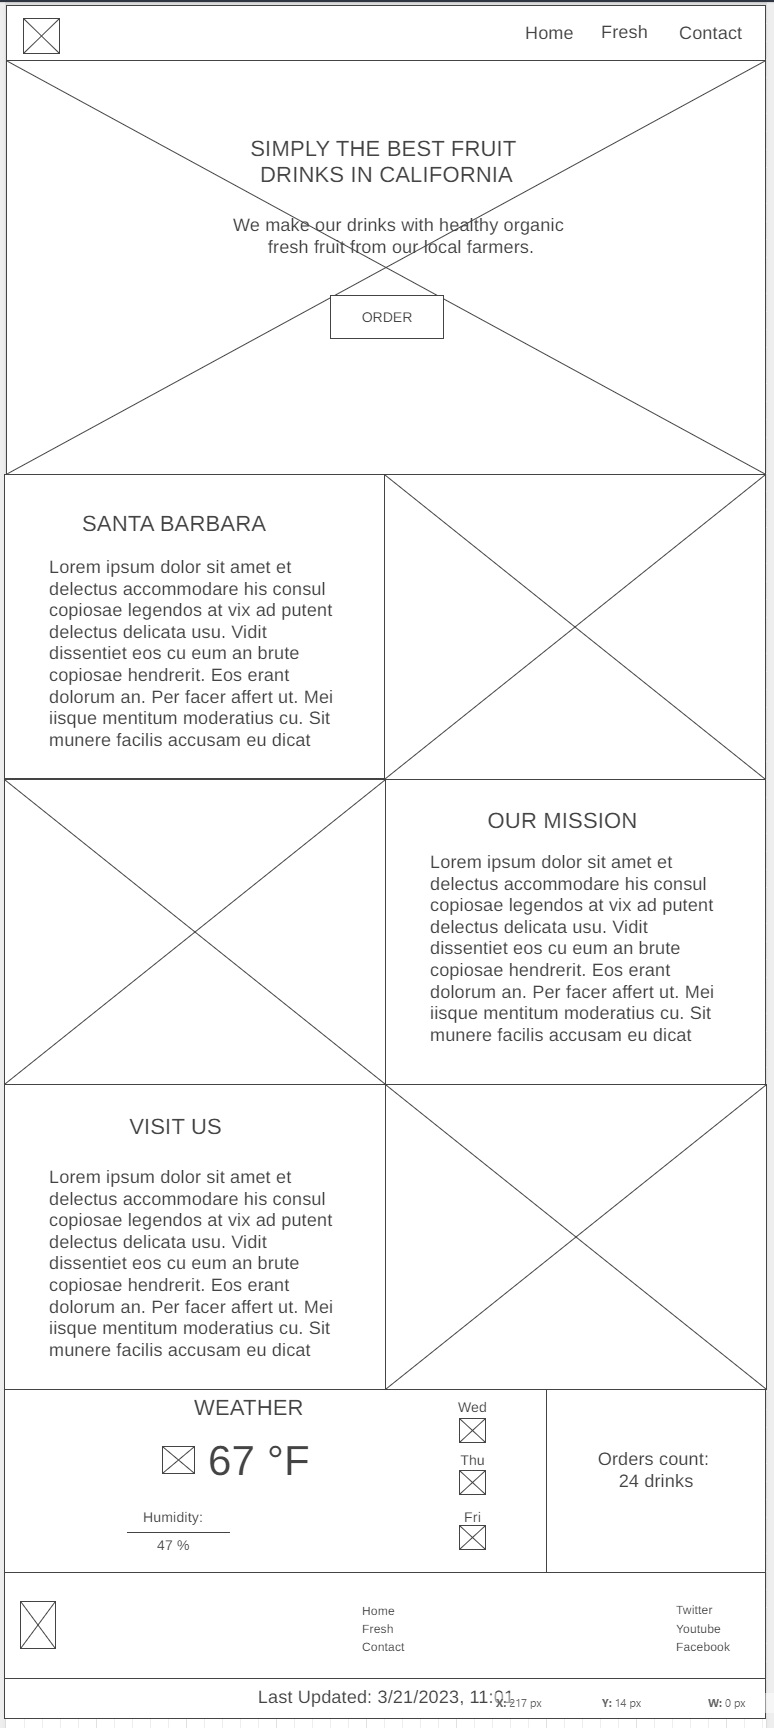 Home Fresh Contact
SIMPLY THE BEST FRUIT
DRINKS IN CALIFORNIA
We make our drinks with healthy organic
fresh fruit from our local farmers.
ORDER
SANTA BARBARA
Lorem ipsum dolor sit amet et
delectus accommodare his consul
copiosae legendos at vix ad putent
delectus delicata usu. Vidit
dissentiet eos cu eum an brute
copiosae hendrerit. Eos erant
dolorum an. Per facer affert ut. Mei
iisque mentitum moderatius cu. Sit
munere facilis accusam eu dicat
OUR MISSION
Lorem ipsum dolor sit amet et
delectus accommodare his consul
copiosae legendos at vix ad putent
delectus delicata usu. Vidit
dissentiet eos cu eum an brute
copiosae hendrerit. Eos erant
dolorum an. Per facer affert ut. Mei
iisque mentitum moderatius cu. Sit
munere facilis accusam eu dicat
VISIT US
Lorem ipsum dolor sit amet et
delectus accommodare his consul
copiosae legendos at vix ad putent
delectus delicata usu. Vidit
dissentiet eos cu eum an brute
copiosae hendrerit. Eos erant
dolorum an. Per facer affert ut. Mei
iisque mentitum moderatius cu. Sit
munere facilis accusam eu dicat
WEATHER
67 °F
Humidity:
47 %
Wed
Thu
Fri
Orders count:
24 drinks
Home
Fresh
Contact
Twitter
Youtube
Facebook
Last Updated: 3/21/2023, 11:01
X: 217 px Y: 14 px W: 0 px